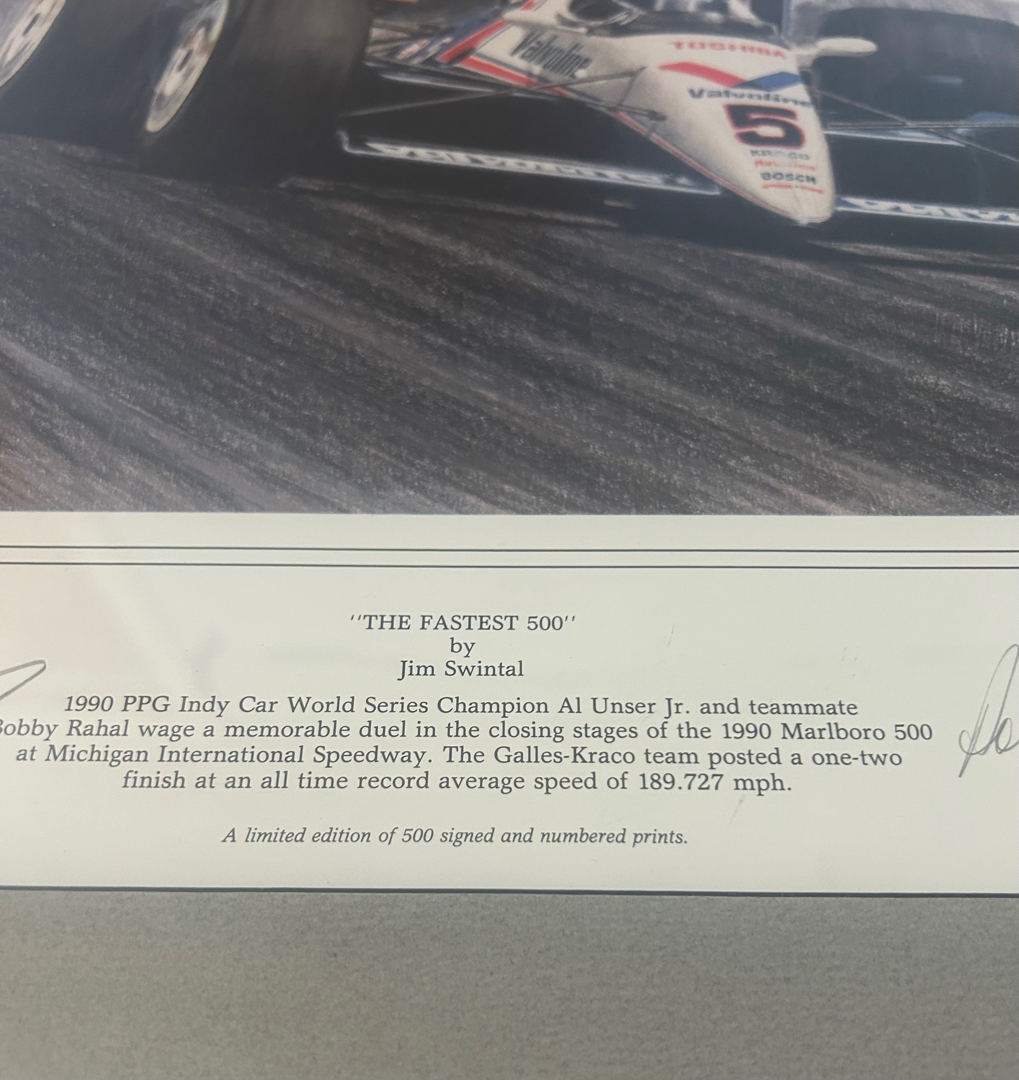 TOSHIBA
Valvoline
Valvoline
5
KRACO
BOSCH
"THE FASTEST 500"
by
Jim Swintal
1990 PPG Indy Car World Series Champion Al Unser Jr. and teammate
Bobby Rahal wage a memorable duel in the closing stages of the 1990 Marlboro 500
at Michigan International Speedway. The Galles-Kraco team posted a one-two
finish at an all time record average speed of 189.727 mph.
A limited edition of 500 signed and numbered prints.